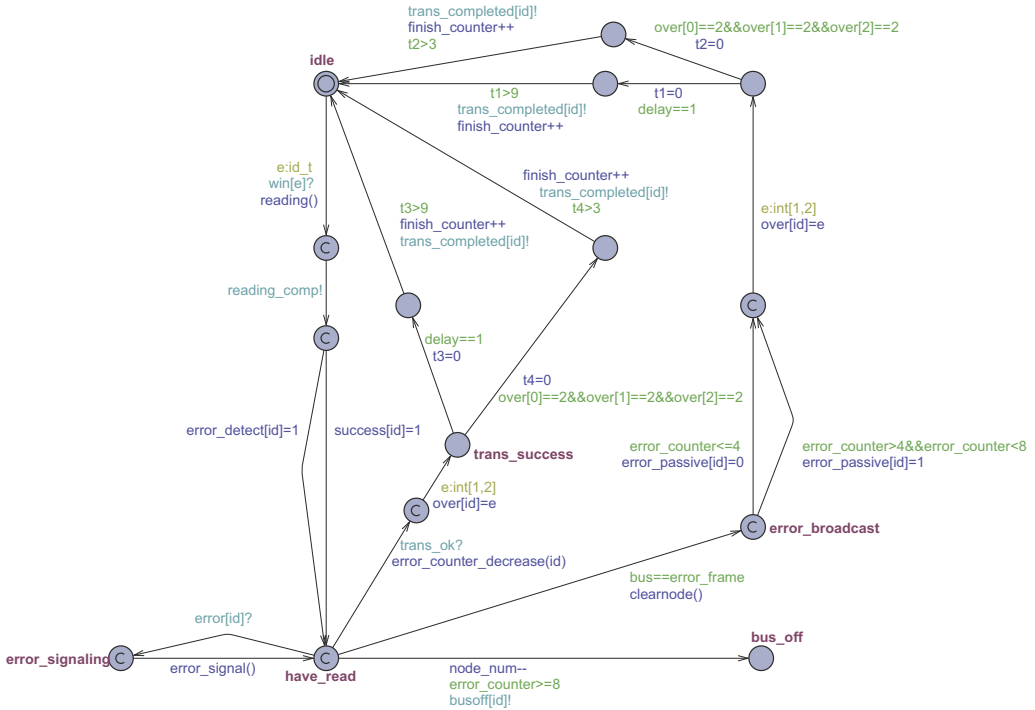 trans_completed[id]!
finish_counter++
t2>3
over[0]==2&&over[1]==2&&over[2]==2
t2=0
idle
t1>9
trans_completed[id]!
finish_counter++
t1=0
delay==1
e:id_t
win[e]?
reading()
finish_counter++
trans_completed[id]!
t4>3
t3>9
finish_counter++
trans_completed[id]!
e:int[1,2]
over[id]=e
C
reading_comp!
C
C
delay==1
t3=0
t4=0
over[0]==2&&over[1]==2&&over[2]==2
error_detect[id]=1
success[id]=1
trans_success
error_counter<=4
error_passive[id]=0
error_counter>4&&error_counter<8
error_passive[id]=1
e:int[1,2]
over[id]=e
C
C
error_broadcast
trans_ok?
error_counter_decrease(id)
bus==error_frame
clearnode()
error[id]?
bus_off
error_signaling
C
error_signal()
C
have_read
node_num--
error_counter>=8
busoff[id]!